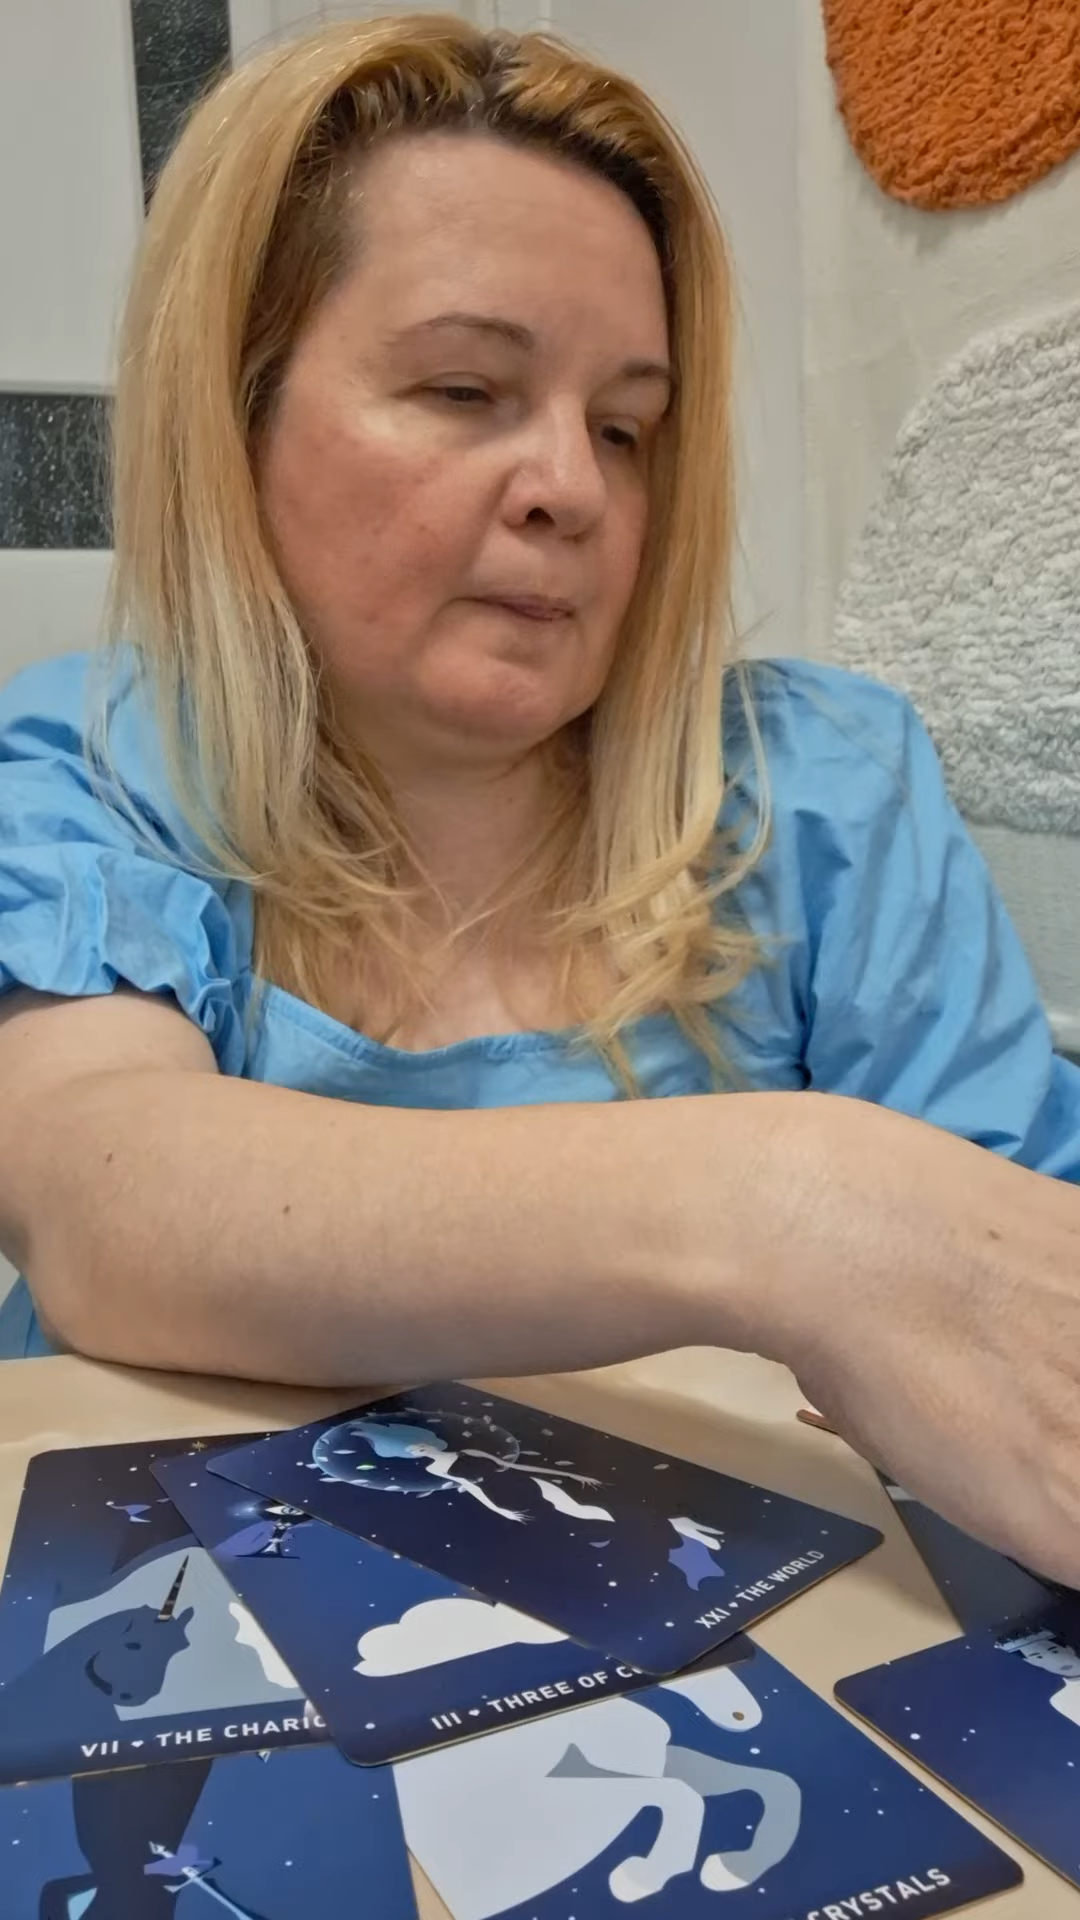 XXI ♥ THE WORLD
III ♥ THREE OF
VII ♥ THE CHARIO
CRYSTALS